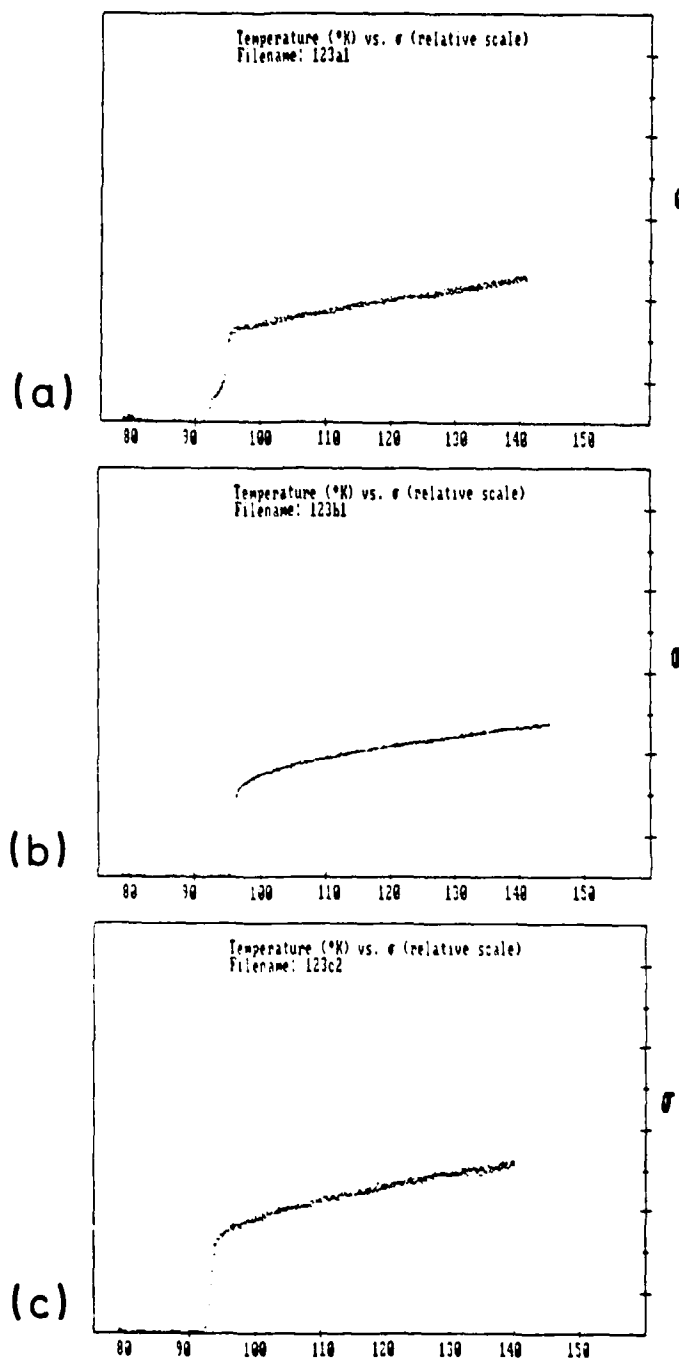 Temperature (°K) vs. σ (relative scale)
Filename: 123a1
σ
(a)
80 90 100 110 120 130 140 150
Temperature (°K) vs. σ (relative scale)
Filename: 123b1
σ
(b)
80 90 100 110 120 130 140 150
Temperature (°K) vs. σ (relative scale)
Filename: 123c2
σ
(c)
80 90 100 110 120 130 140 150